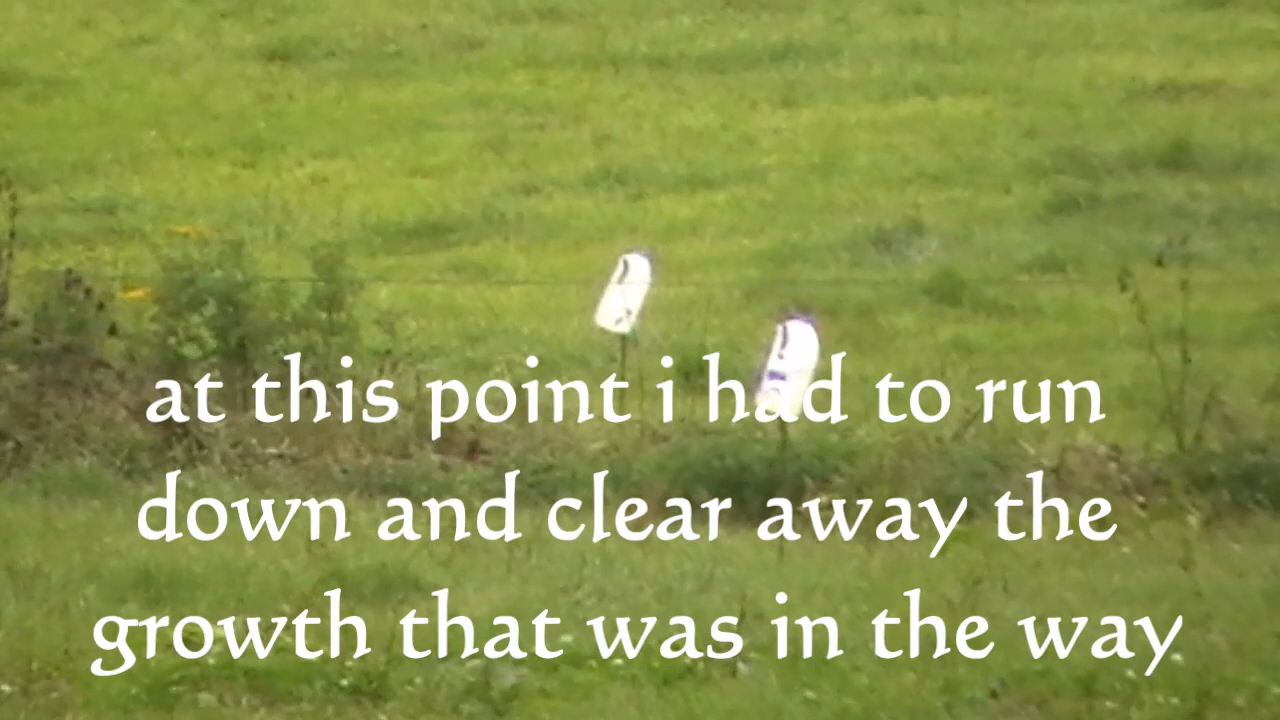 at this point i had to run
down and clear away the
growth that was in the way